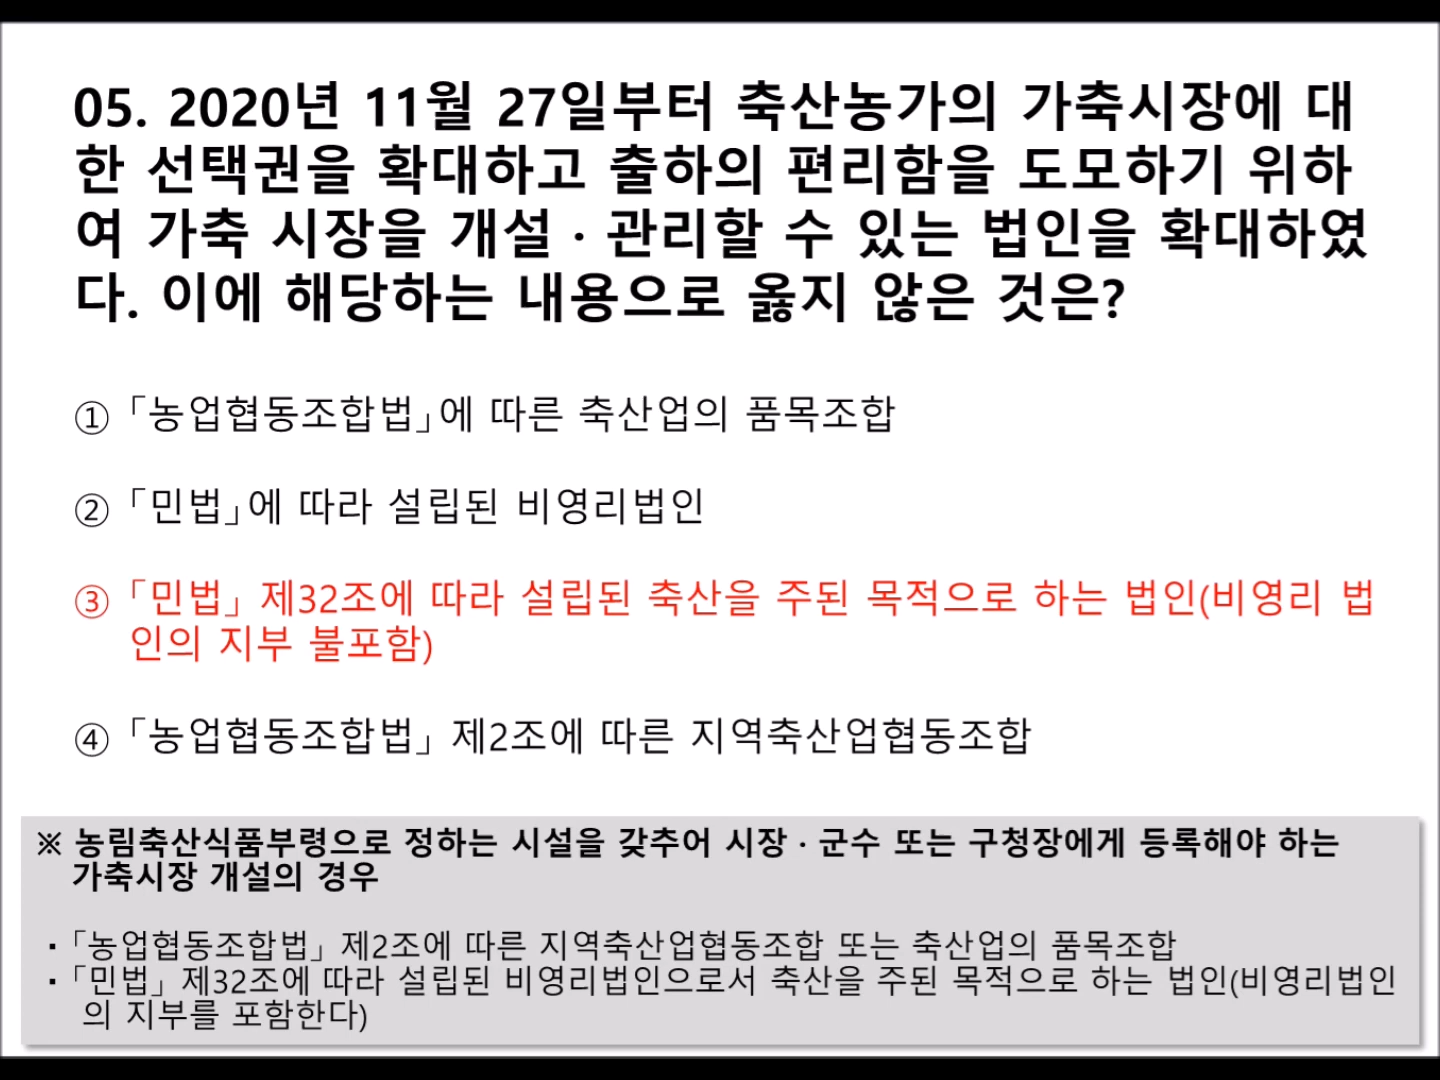 05. 2020년 11월 27일부터 축산농가의 가축시장에 대
한 선택권을 확대하고 출하의 편리함을 도모하기 위하
여 가축 시장을 개설 · 관리할 수 있는 법인을 확대하였
다. 이에 해당하는 내용으로 옳지 않은 것은?
① 「농업협동조합법」에 따른 축산업의 품목조합
② 「민법」에 따라 설립된 비영리법인
③ 「민법」 제32조에 따라 설립된 축산을 주된 목적으로 하는 법인(비영리 법
인의 지부 불포함)
④ 「농업협동조합법」 제2조에 따른 지역축산업협동조합
※ 농림축산식품부령으로 정하는 시설을 갖추어 시장 · 군수 또는 구청장에게 등록해야 하는
가축시장 개설의 경우
▪ 「농업협동조합법」 제2조에 따른 지역축산업협동조합 또는 축산업의 품목조합
▪ 「민법」 제32조에 따라 설립된 비영리법인으로서 축산을 주된 목적으로 하는 법인(비영리법인
의 지부를 포함한다)